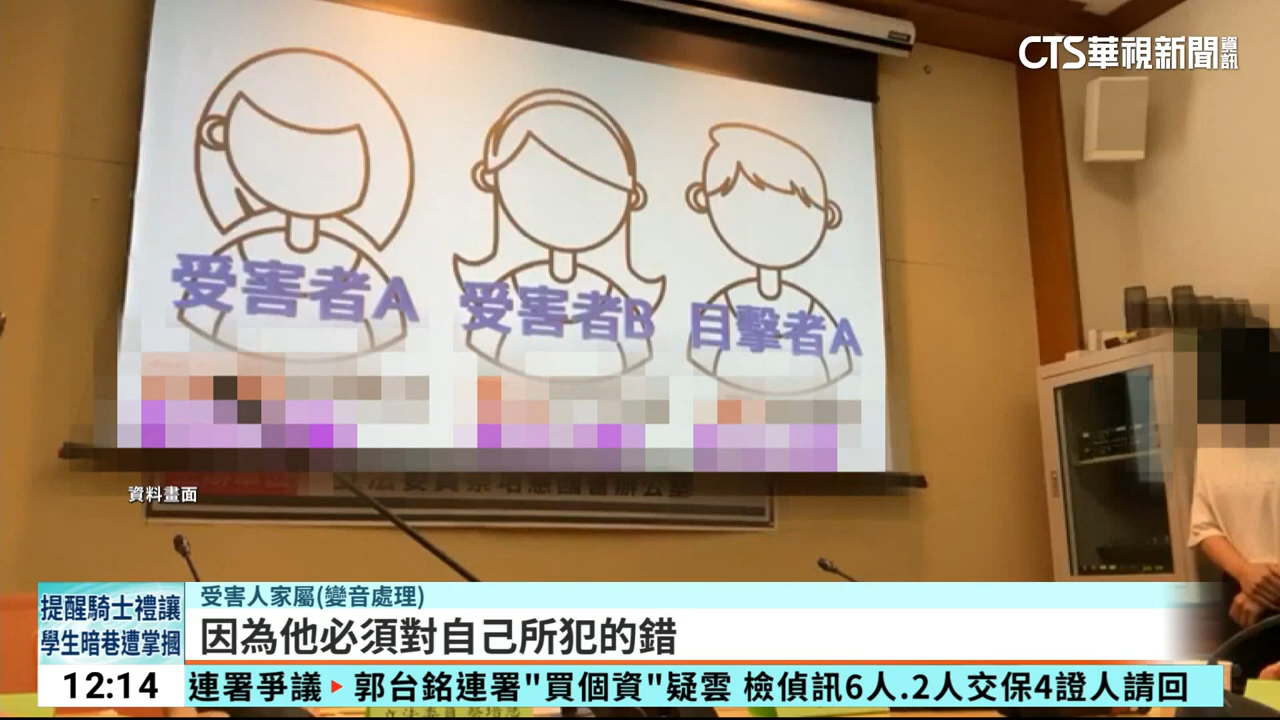 CTS華視新聞資訊
受害者A
受害者B
目擊者A
資料畫面
提醒騎士禮讓
學生暗巷遭掌摑
受害人家屬(變音處理)
因為他必須對自己所犯的錯
12:14
連署爭議▶郭台銘連署"買個資"疑雲 檢偵訊6人.2人交保4證人請回